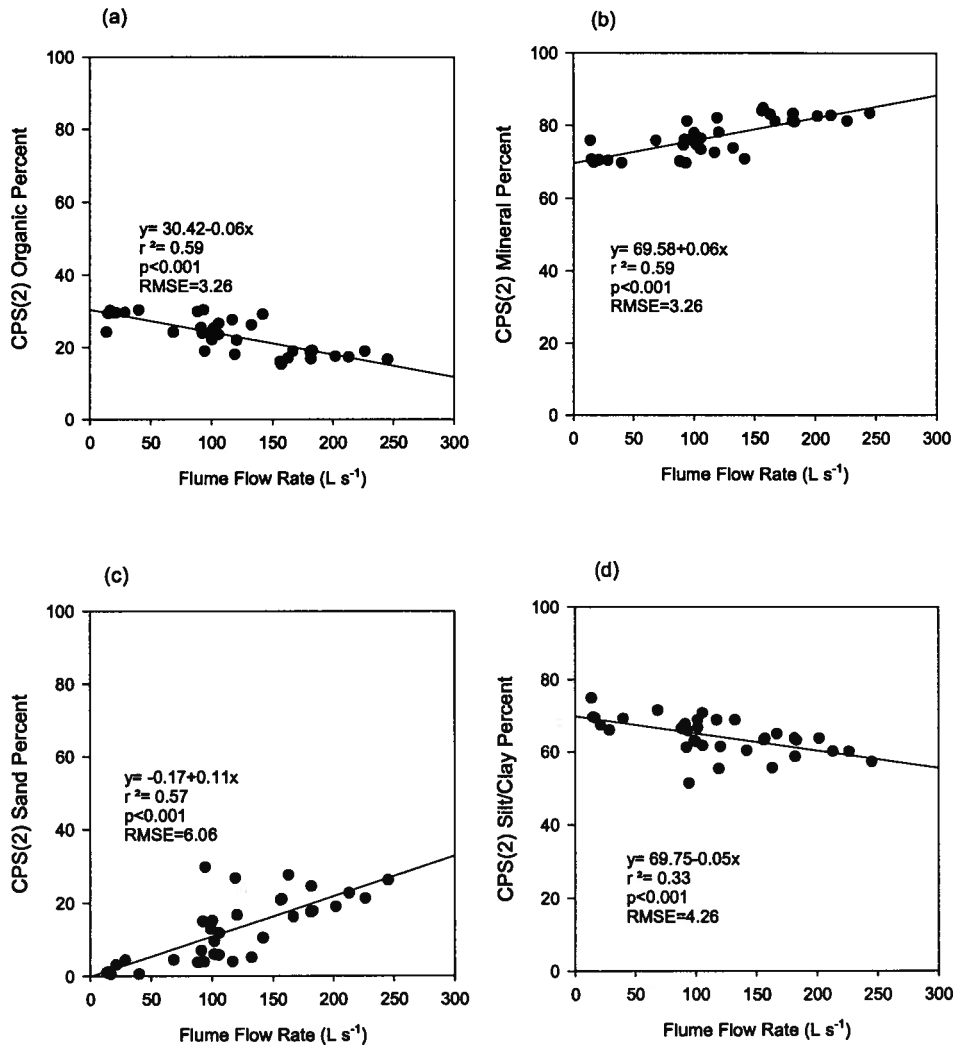 (a)
100
80
60
40
20
0
CPS(2) Organic Percent
y= 30.42-0.06x
r ²= 0.59
p<0.001
RMSE=3.26
0 50 100 150 200 250 300
Flume Flow Rate (L s⁻¹)
(b)
100
80
60
40
20
0
CPS(2) Mineral Percent
y= 69.58+0.06x
r ²= 0.59
p<0.001
RMSE=3.26
0 50 100 150 200 250 300
Flume Flow Rate (L s⁻¹)
(c)
100
80
60
40
20
0
CPS(2) Sand Percent
y= -0.17+0.11x
r ²= 0.57
p<0.001
RMSE=6.06
0 50 100 150 200 250 300
Flume Flow Rate (L s⁻¹)
(d)
100
80
60
40
20
0
CPS(2) Silt/Clay Percent
y= 69.75-0.05x
r ²= 0.33
p<0.001
RMSE=4.26
0 50 100 150 200 250 300
Flume Flow Rate (L s⁻¹)